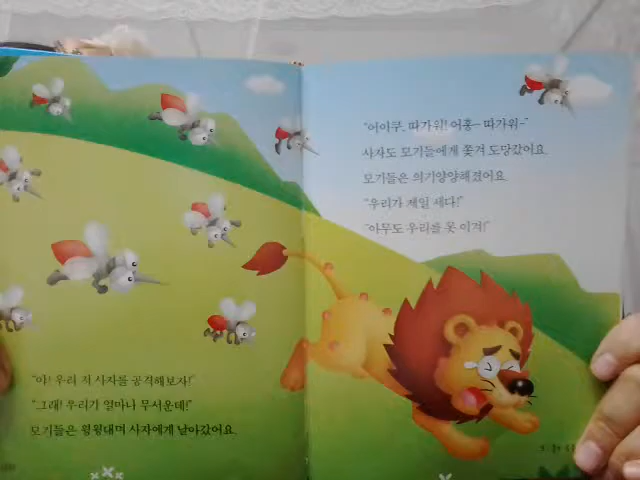 "야! 우리 저 사자를 공격해보자!"
"그래! 우리가 얼마나 무서운데!"
모기들은 윙윙대며 사자에게 날아갔어요.
"어이쿠, 따가워! 어흥~ 따가워~"
사자도 모기들에게 쫓겨 도망갔어요.
모기들은 의기양양해졌어요.
"우리가 제일 세다!"
"아무도 우리를 못 이겨!"